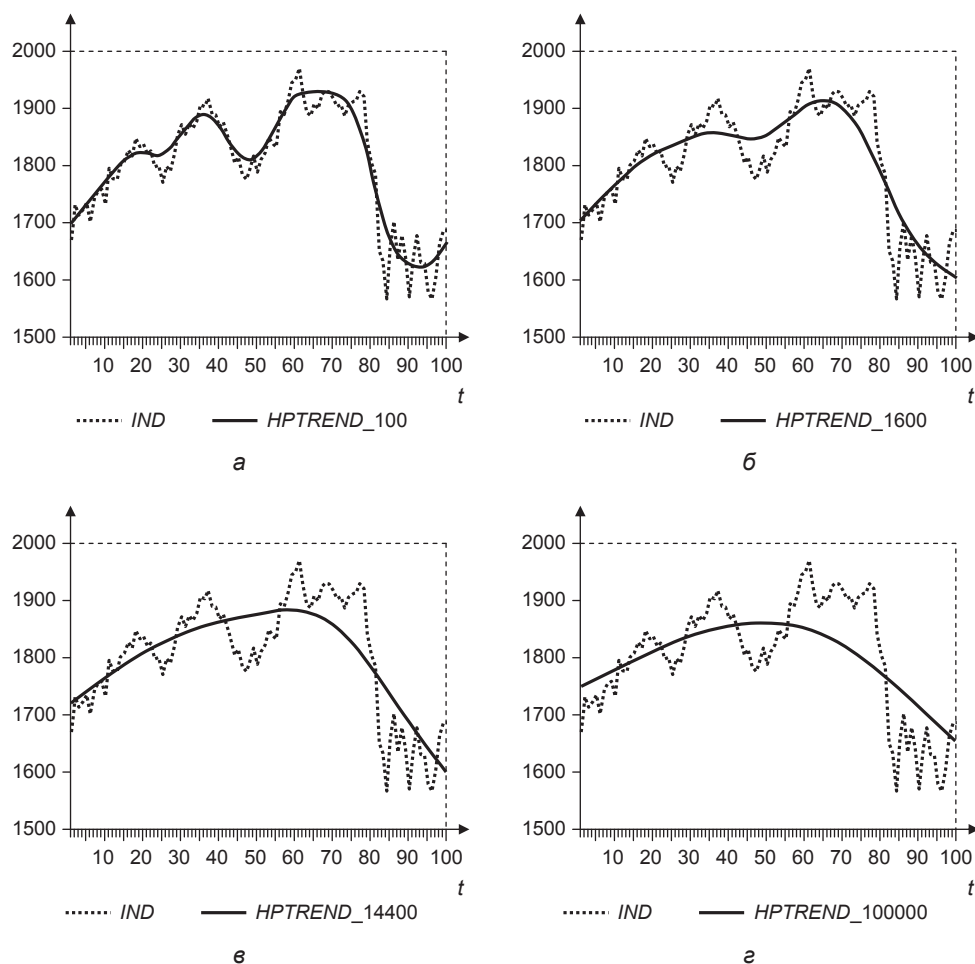 2000 2000
1900 1900
1800 1800
1700 1700
1600 1600
1500 1500
10 20 30 40 50 60 70 80 90 100 10 20 30 40 50 60 70 80 90 100
t t
IND HPTREND_100 IND HPTREND_1600
а б
2000 2000
1900 1900
1800 1800
1700 1700
1600 1600
1500 1500
10 20 30 40 50 60 70 80 90 100 10 20 30 40 50 60 70 80 90 100
t t
IND HPTREND_14400 IND HPTREND_100000
в г